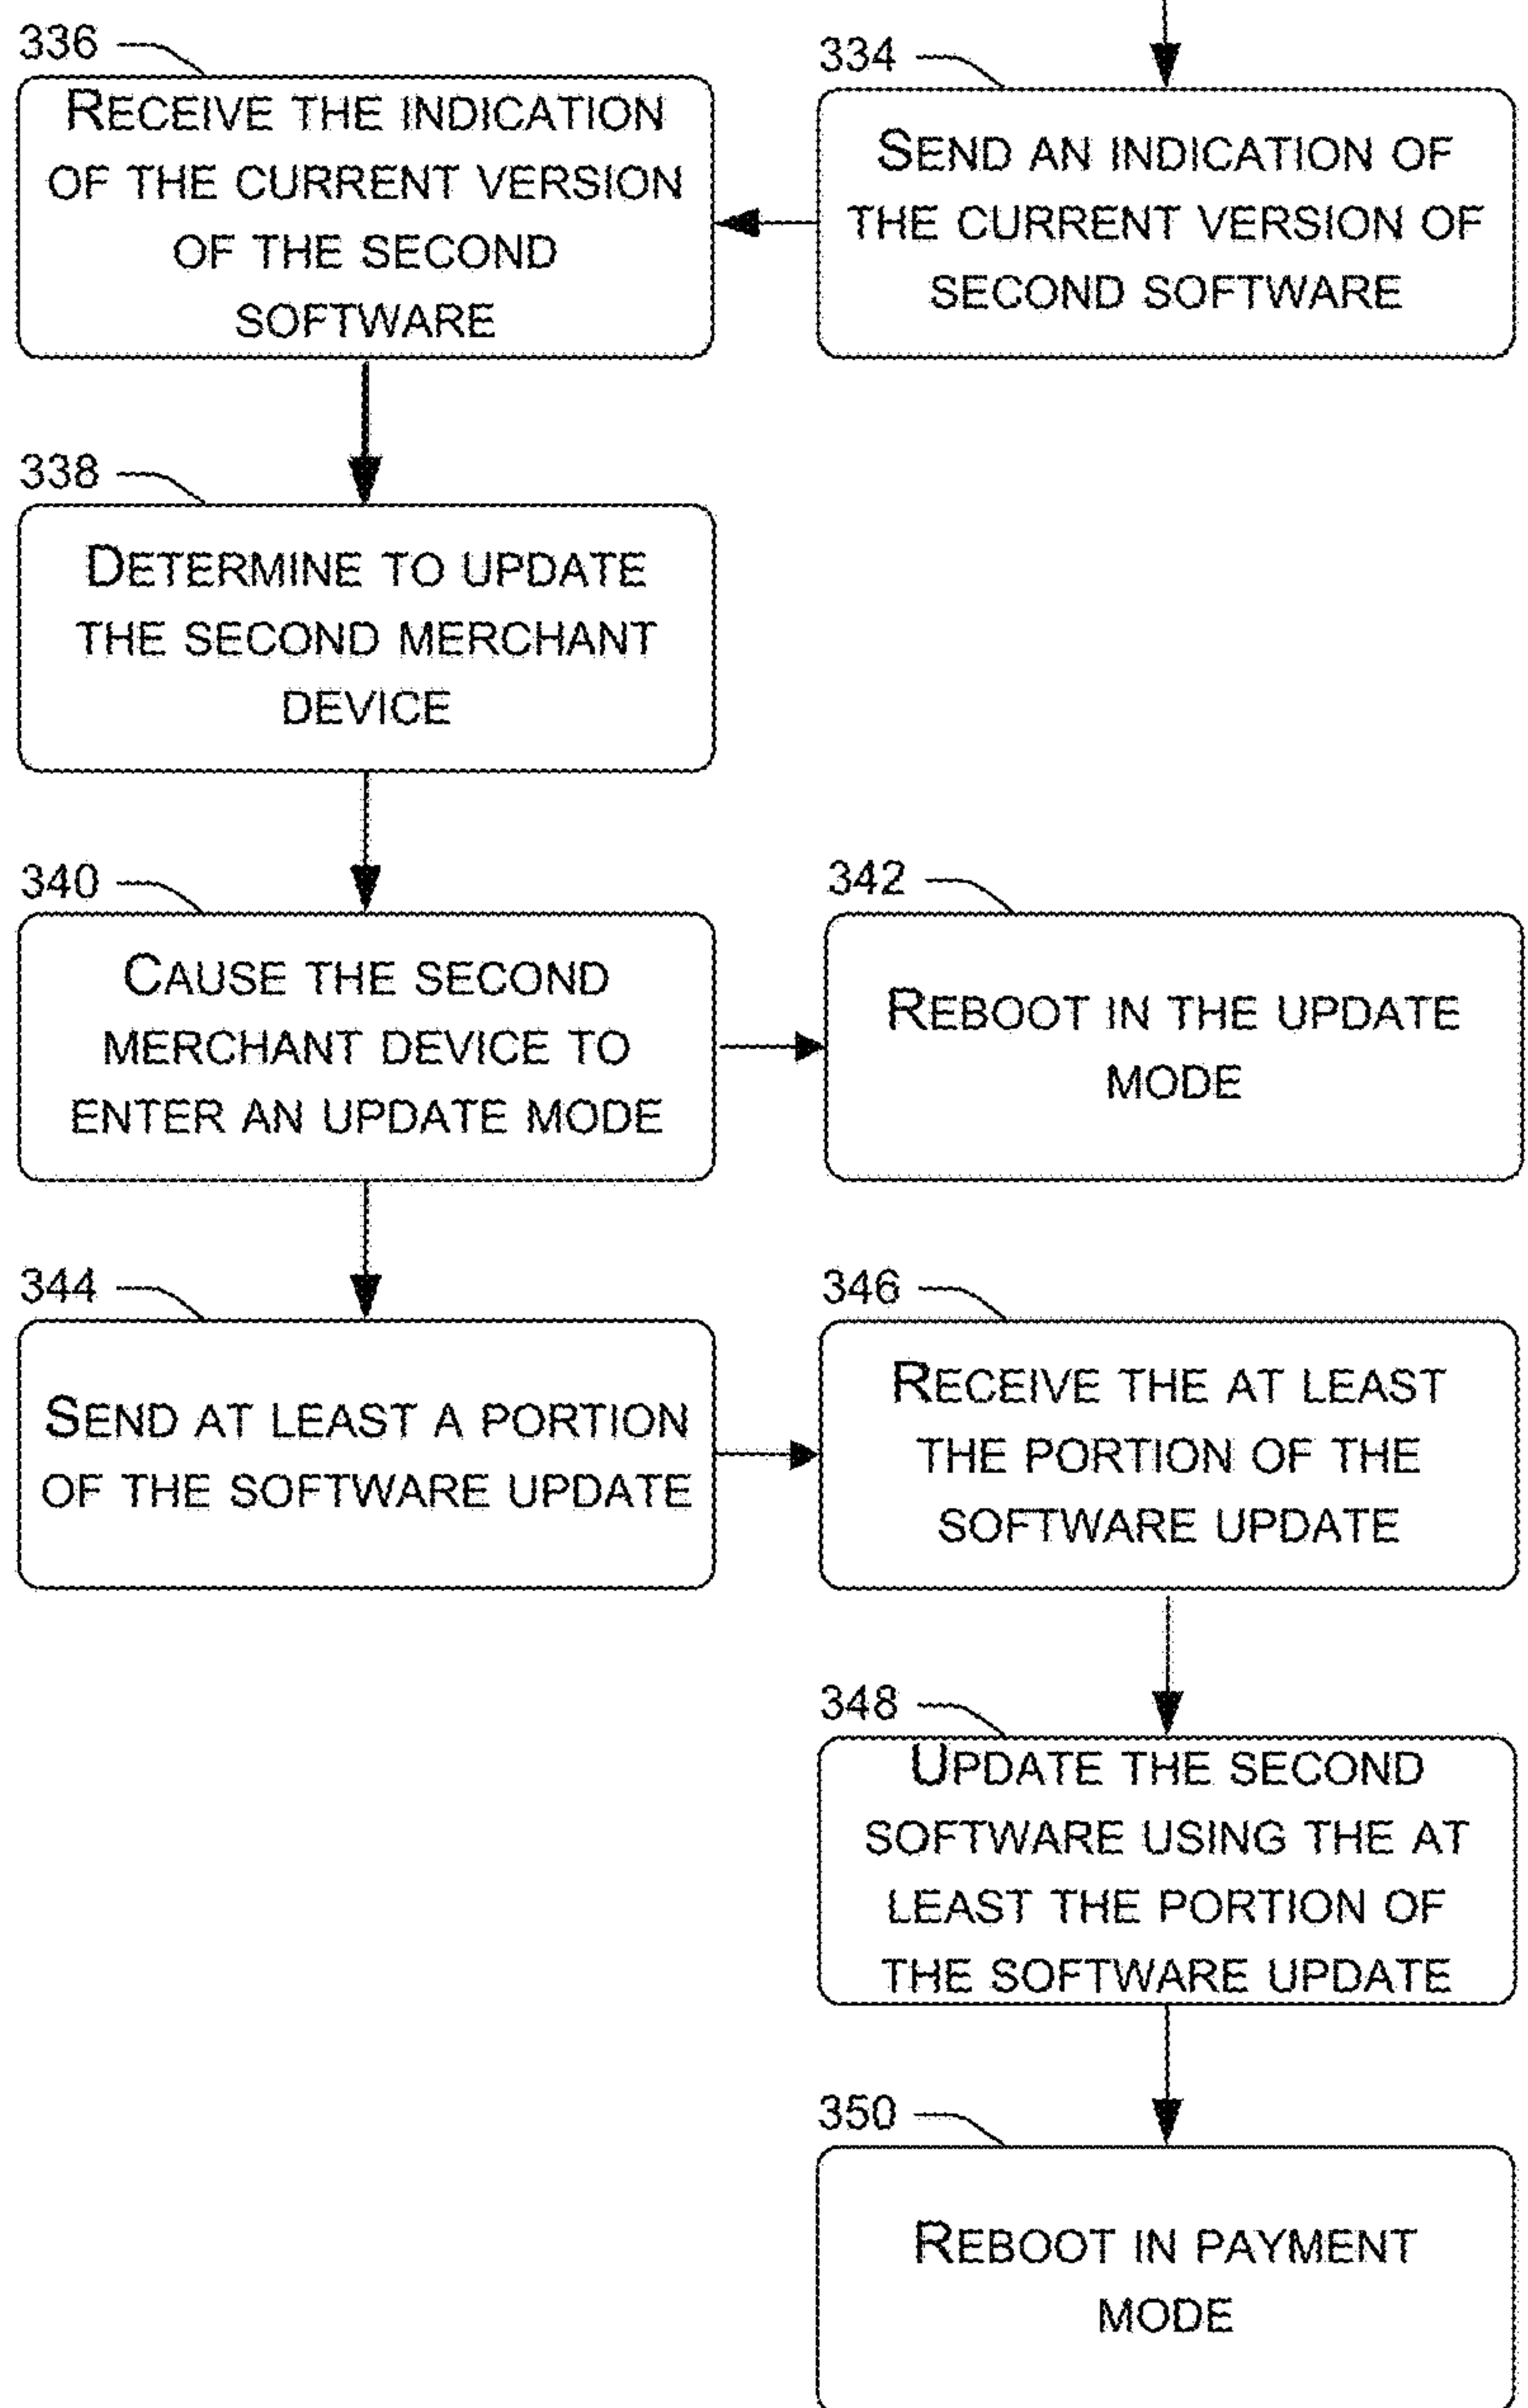 336
RECEIVE THE INDICATION
OF THE CURRENT VERSION
OF THE SECOND
SOFTWARE
334
SEND AN INDICATION OF
THE CURRENT VERSION OF
SECOND SOFTWARE
338
DETERMINE TO UPDATE
THE SECOND MERCHANT
DEVICE
340
CAUSE THE SECOND
MERCHANT DEVICE TO
ENTER AN UPDATE MODE
342
REBOOT IN THE UPDATE
MODE
344
SEND AT LEAST A PORTION
OF THE SOFTWARE UPDATE
346
RECEIVE THE AT LEAST
THE PORTION OF THE
SOFTWARE UPDATE
348
UPDATE THE SECOND
SOFTWARE USING THE AT
LEAST THE PORTION OF
THE SOFTWARE UPDATE
350
REBOOT IN PAYMENT
MODE